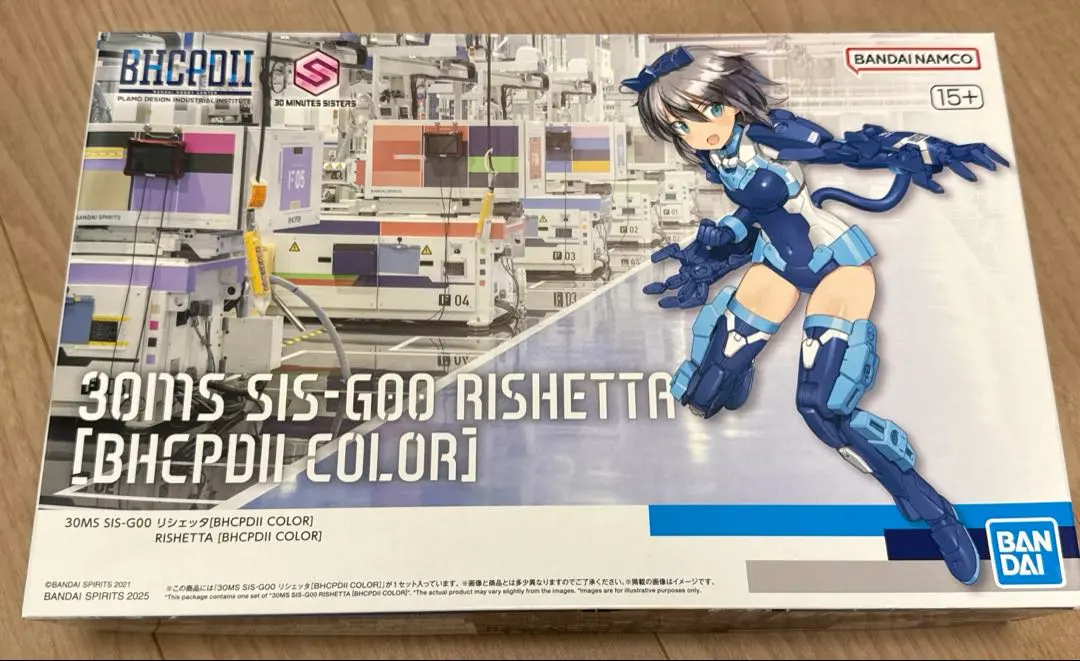 BHCPDII
BANDAI HOBBY CENTER
PLAMO DESIGN INDUSTRIAL INSTITUTE
S
30 MINUTES SISTERS
BANDAI NAMCO
15+
F-05
BANDAI SPIRITS
BANDAI SPIRITS
BHCPDII
F 01
F 02
F 03
F 04
30MS SIS-G00 RISHETTA
[BHCPDII COLOR]
30MS SIS-G00 リシェッタ[BHCPDII COLOR]
RISHETTA [BHCPDII COLOR]
©BANDAI SPIRITS 2021
BANDAI SPIRITS 2025
※この商品には「30MS SIS-G00 リシェッタ[BHCPDII COLOR]」が1セット入っています。※画像と商品とは多少異なりますのでご了承ください。※掲載の画像はイメージです。
*This package contains one set of "30MS SIS-G00 RISHETTA [BHCPDII COLOR]". *The actual product may vary slightly from the images. *Images are for illustrative purposes only.
BAN
DAI